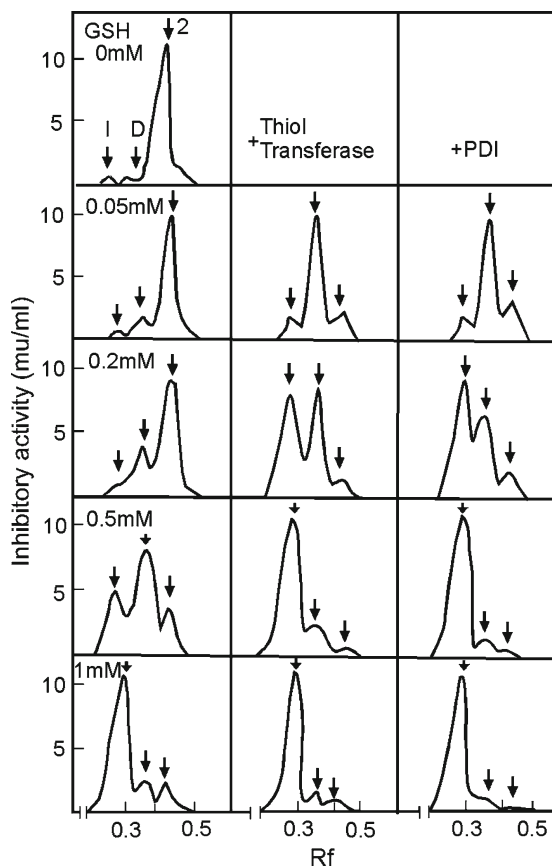 GSH
0mM
2
10
5
I D
+ Thiol
Transferase
+PDI
0.05mM
10
5
0.2mM
10
5
0.5mM
10
5
1mM
10
5
0.3 0.5 0.3 0.5 0.3 0.5
Rf
Inhibitory activity (mu/ml)